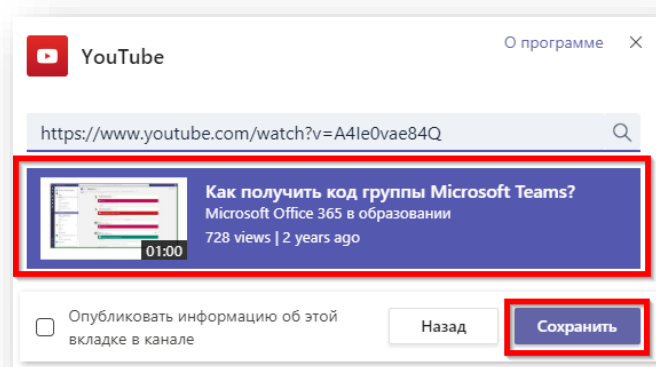 YouTube
О программе
https://www.youtube.com/watch?v=A4Ie0vae84Q
Как получить код группы Microsoft Teams?
Microsoft Office 365 в образовании
728 views | 2 years ago
01:00
Опубликовать информацию об этой
вкладке в канале
Назад
Сохранить